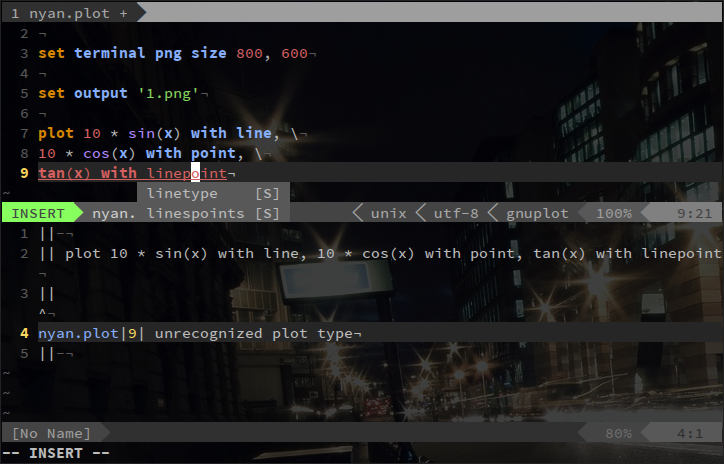 1 nyan.plot +
2 ¬
3 set terminal png size 800, 600¬
4 ¬
5 set output '1.png'¬
6 ¬
7 plot 10 * sin(x) with line, \¬
8 10 * cos(x) with point, \¬
9 tan(x) with linepoint¬
~ linetype [S]
INSERT nyan. linespoints [S] unix utf-8 gnuplot 100% 9:21
1 ||--¬
2 || plot 10 * sin(x) with line, 10 * cos(x) with point, tan(x) with linepoint
¬
3 ||
^¬
4 nyan.plot|9| unrecognized plot type¬
5 ||--¬
~
~
~
[No Name] 80% 4:1
-- INSERT --